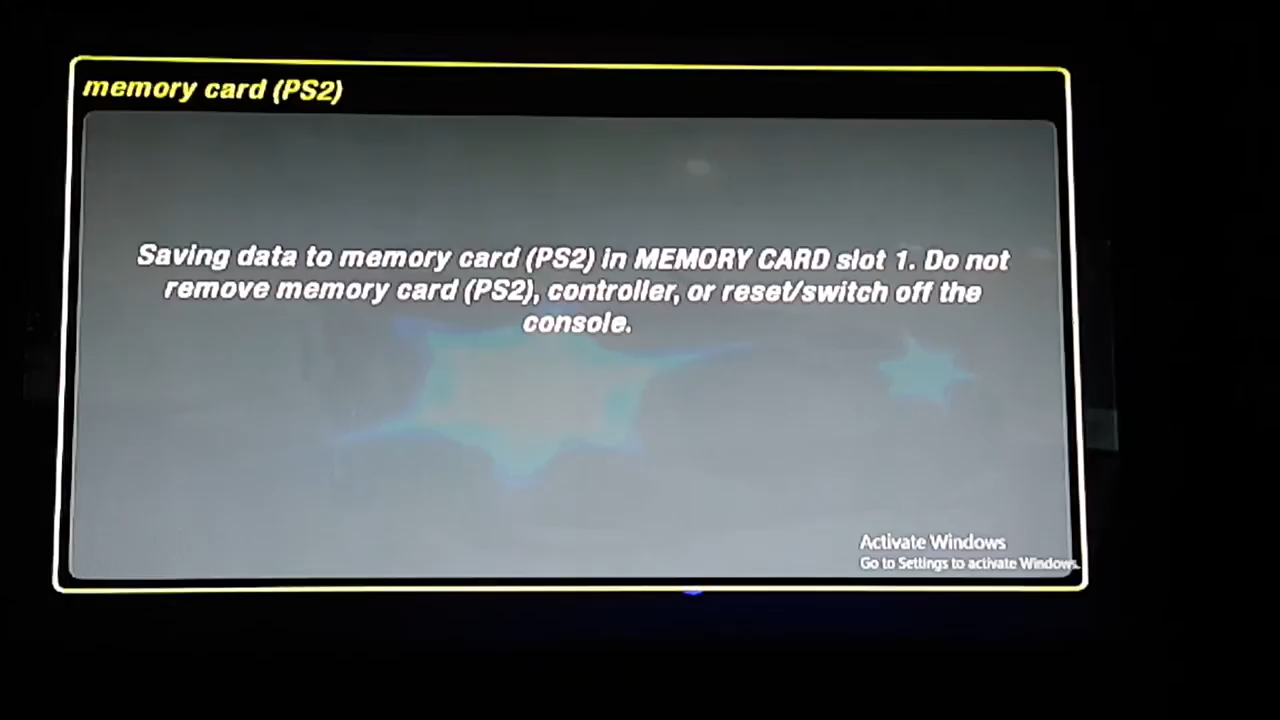 memory card (PS2)
Saving data to memory card (PS2) in MEMORY CARD slot 1. Do not
remove memory card (PS2), controller, or reset/switch off the
console.
Activate Windows
Go to Settings to activate Windows.